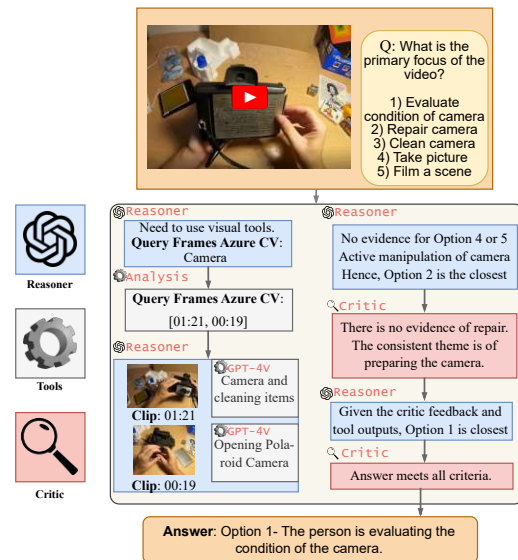 Q: What is the
primary focus of the
video?
1) Evaluate
condition of camera
2) Repair camera
3) Clean camera
4) Take picture
5) Film a scene
Reasoner
Tools
Critic
Reasoner
Need to use visual tools.
Query Frames Azure CV:
Camera
Analysis
Query Frames Azure CV:
[01:21, 00:19]
Reasoner
Clip: 01:21
GPT-4V
Camera and
cleaning items
Clip: 00:19
GPT-4V
Opening Pola-
roid Camera
Reasoner
No evidence for Option 4 or 5
Active manipulation of camera
Hence, Option 2 is the closest
Critic
There is no evidence of repair.
The consistent theme is of
preparing the camera.
Reasoner
Given the critic feedback and
tool outputs, Option 1 is closest
Critic
Answer meets all criteria.
Answer: Option 1- The person is evaluating the
condition of the camera.